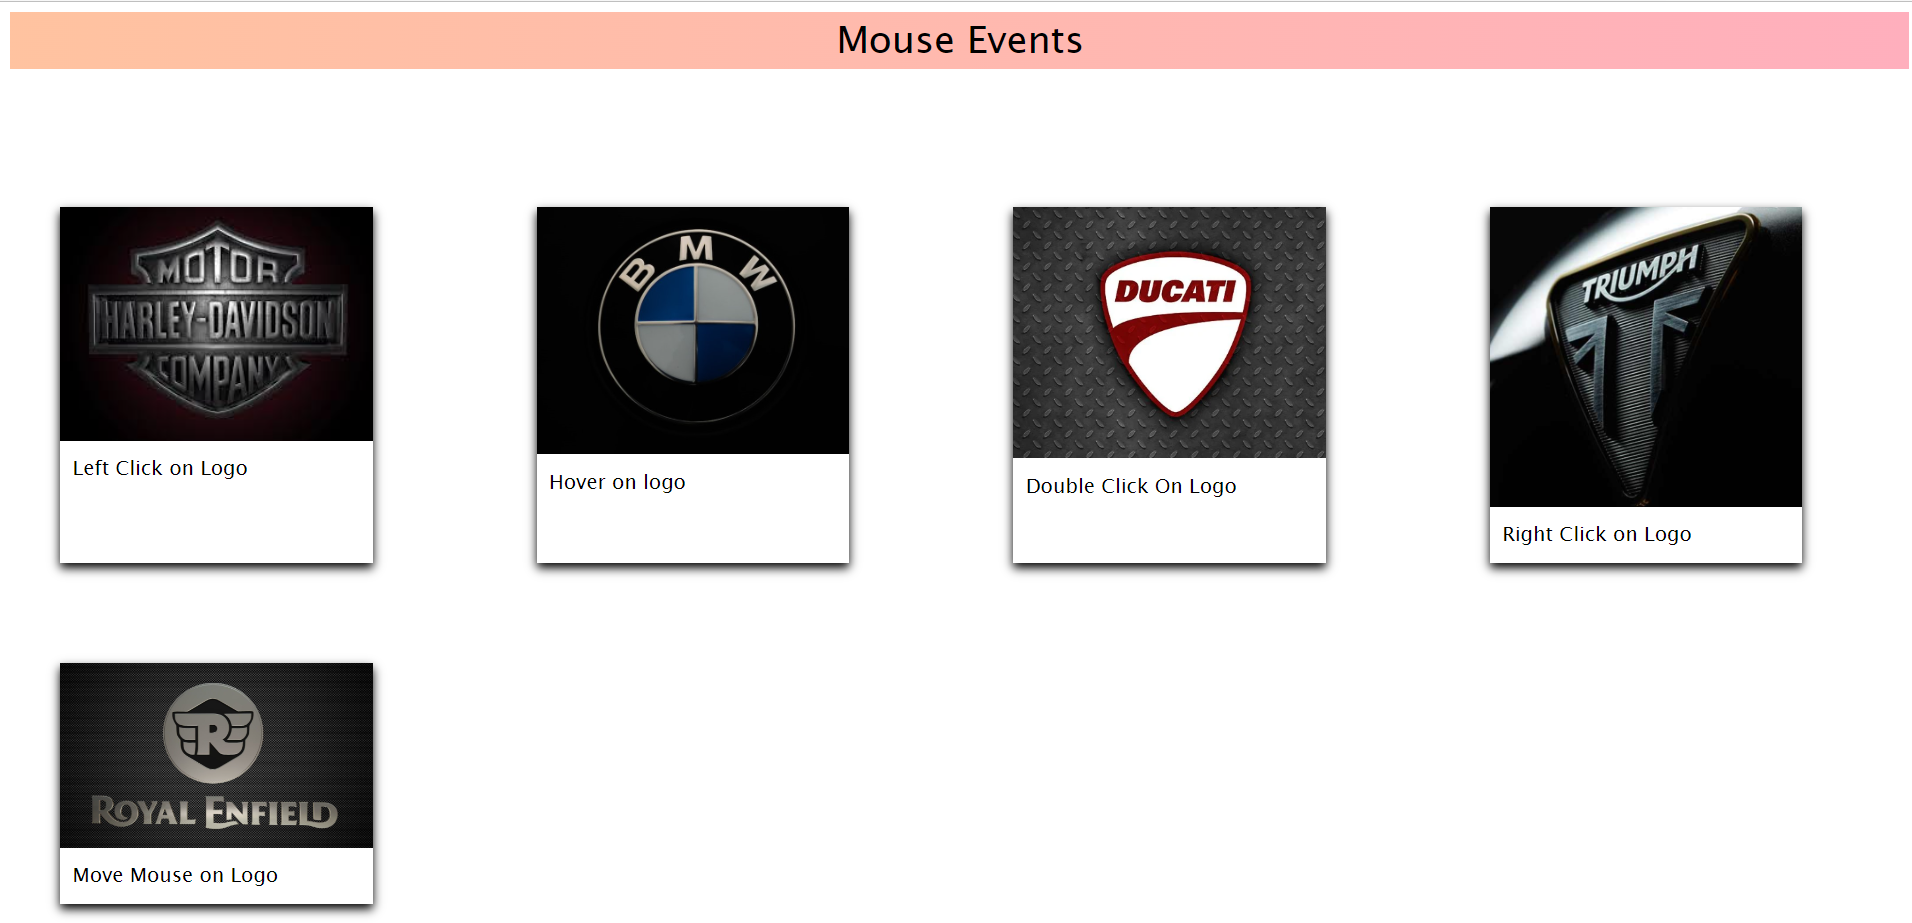 Mouse Events
MOTOR
HARLEY-DAVIDSON
COMPANY
Left Click on Logo
BMW
Hover on logo
DUCATI
Double Click On Logo
TRIUMPH
Right Click on Logo
R
ROYAL ENFIELD
Move Mouse on Logo